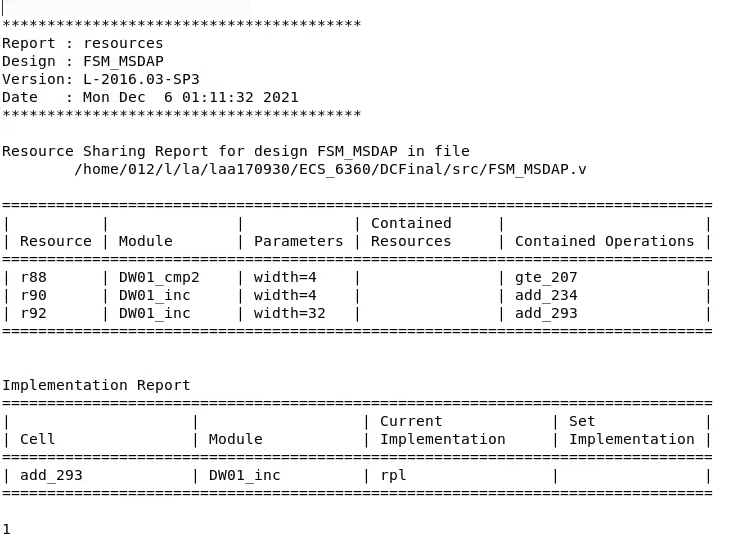 ****************************************
Report : resources
Design : FSM_MSDAP
Version: L-2016.03-SP3
Date   : Mon Dec  6 01:11:32 2021
****************************************

Resource Sharing Report for design FSM_MSDAP in file
        /home/012/l/la/laa170930/ECS_6360/DCFinal/src/FSM_MSDAP.v

===============================================================================
|          |              |            | Contained     |                      |
| Resource | Module       | Parameters | Resources     | Contained Operations |
===============================================================================
| r88      | DW01_cmp2    | width=4    |               | gte_207              |
| r90      | DW01_inc     | width=4    |               | add_234              |
| r92      | DW01_inc     | width=32   |               | add_293              |
===============================================================================

Implementation Report
===============================================================================
|                    |                  | Current            | Set            |
| Cell               | Module           | Implementation     | Implementation |
===============================================================================
| add_293            | DW01_inc         | rpl                |                |
===============================================================================

1